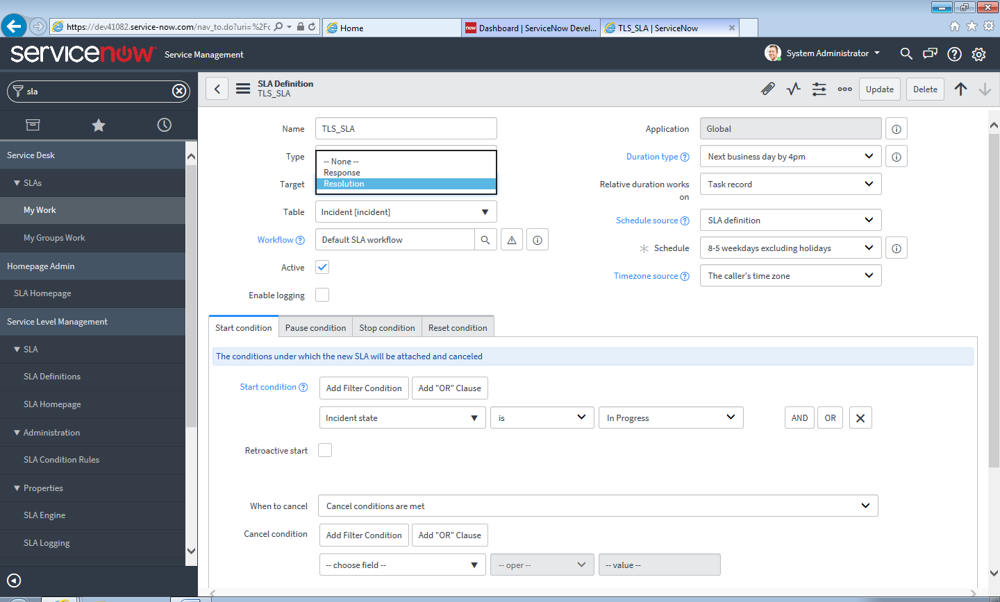 https://dev41082.service-now.com/nav_to.do?uri=%2Fc
Home
now Dashboard | ServiceNow Devel...
TLS_SLA | ServiceNow
servicenow Service Management
System Administrator
sla
Service Desk
SLAs
My Work
My Groups Work
Homepage Admin
SLA Homepage
Service Level Management
SLA
SLA Definitions
SLA Homepage
Administration
SLA Condition Rules
Properties
SLA Engine
SLA Logging
SLA Definition
TLS_SLA
Update
Delete
Name TLS_SLA
Type
-- None --
Response
Resolution
Target
Table Incident [incident]
Workflow Default SLA workflow
Active
Enable logging
Application Global
Duration type Next business day by 4pm
Relative duration works on Task record
Schedule source SLA definition
Schedule 8-5 weekdays excluding holidays
Timezone source The caller's time zone
Start condition Pause condition Stop condition Reset condition
The conditions under which the new SLA will be attached and canceled
Start condition Add Filter Condition Add "OR" Clause
Incident state is In Progress AND OR
Retroactive start
When to cancel Cancel conditions are met
Cancel condition Add Filter Condition Add "OR" Clause
-- choose field -- -- oper -- -- value --